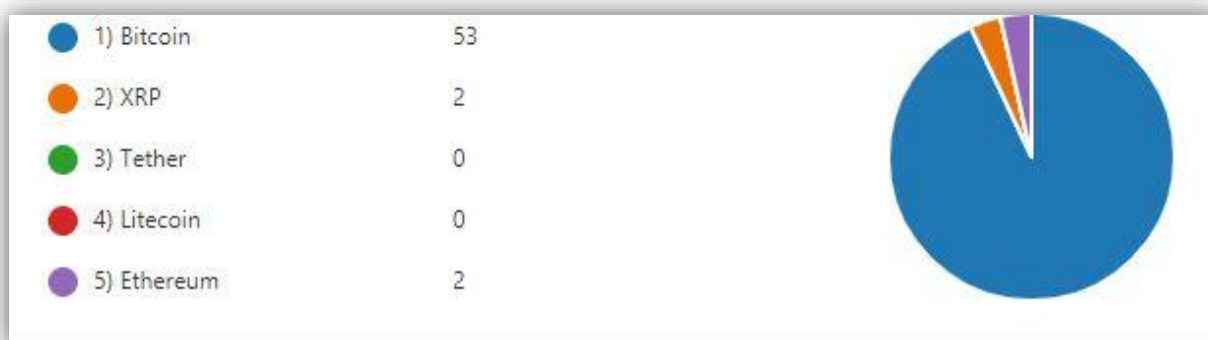 1) Bitcoin 53
2) XRP 2
3) Tether 0
4) Litecoin 0
5) Ethereum 2